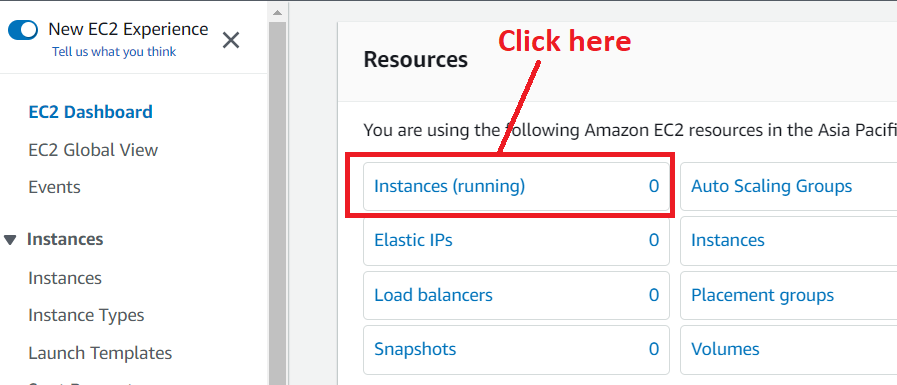 New EC2 Experience
Tell us what you think
EC2 Dashboard
EC2 Global View
Events
Instances
Instances
Instance Types
Launch Templates
Click here
Resources
You are using the following Amazon EC2 resources in the Asia Pacifi
Instances (running) 0
Auto Scaling Groups
Elastic IPs 0
Instances
Load balancers 0
Placement groups
Snapshots 0
Volumes